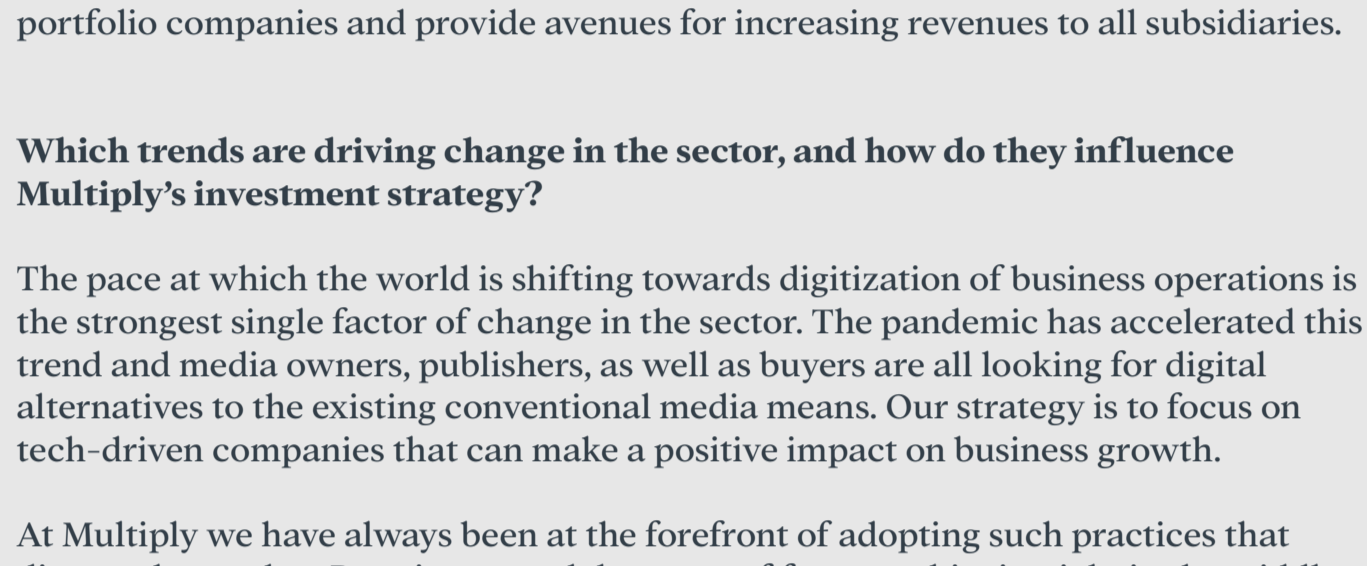 portfolio companies and provide avenues for increasing revenues to all subsidiaries.
Which trends are driving change in the sector, and how do they influence
Multiply’s investment strategy?
The pace at which the world is shifting towards digitization of business operations is
the strongest single factor of change in the sector. The pandemic has accelerated this
trend and media owners, publishers, as well as buyers are all looking for digital
alternatives to the existing conventional media means. Our strategy is to focus on
tech-driven companies that can make a positive impact on business growth.
At Multiply we have always been at the forefront of adopting such practices that